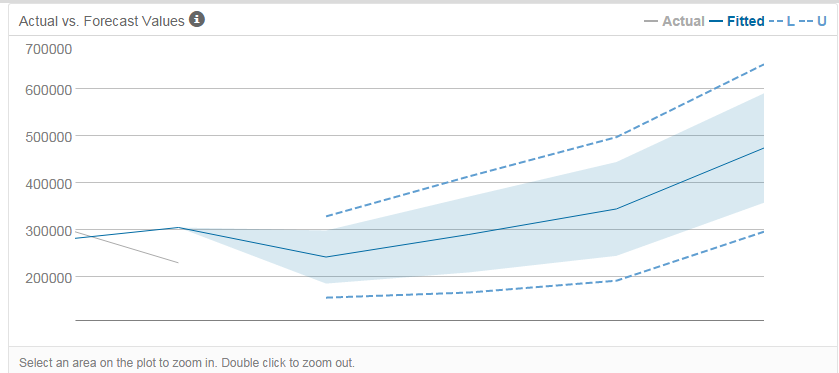 Actual vs. Forecast Values
Actual Fitted L U
700000
600000
500000
400000
300000
200000
Select an area on the plot to zoom in. Double click to zoom out.